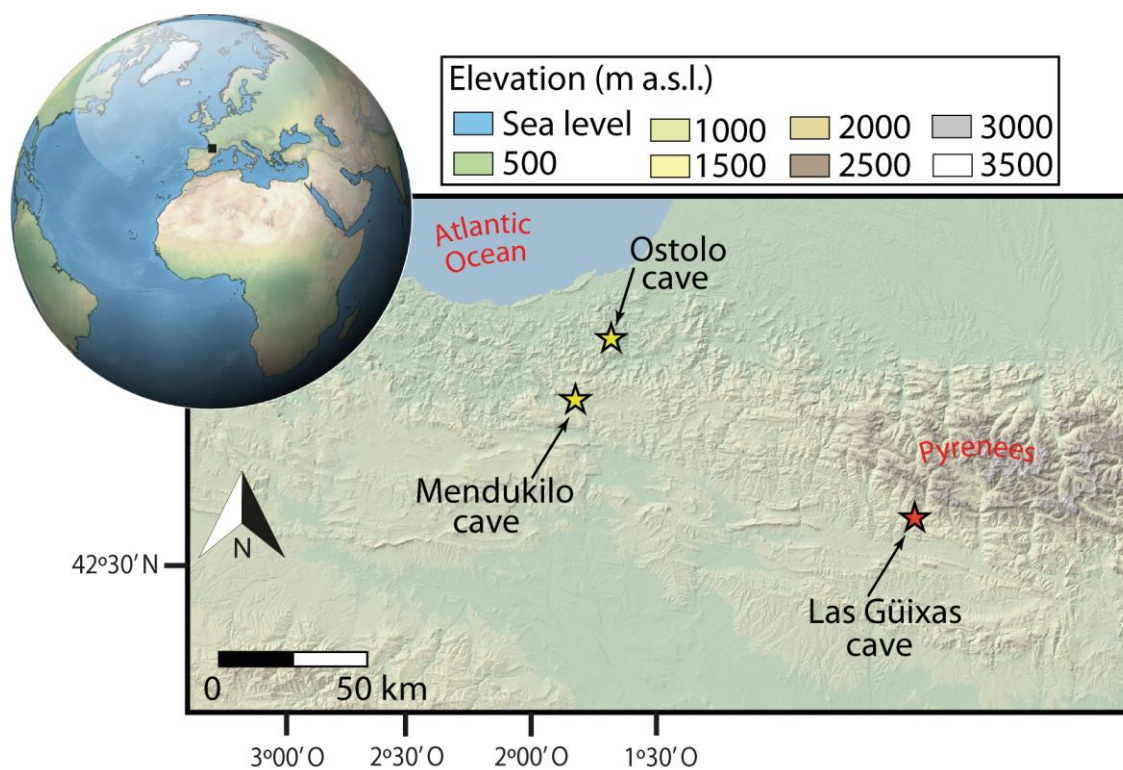 Elevation (m a.s.l.)
Sea level 1000 2000 3000
500 1500 2500 3500
Atlantic
Ocean
Ostolo
cave
Pyrenees
Mendukilo
cave
N
42º30' N
Las Güixas
cave
0 50 km
3º00' O 2º30' O 2º00' O 1º30' O